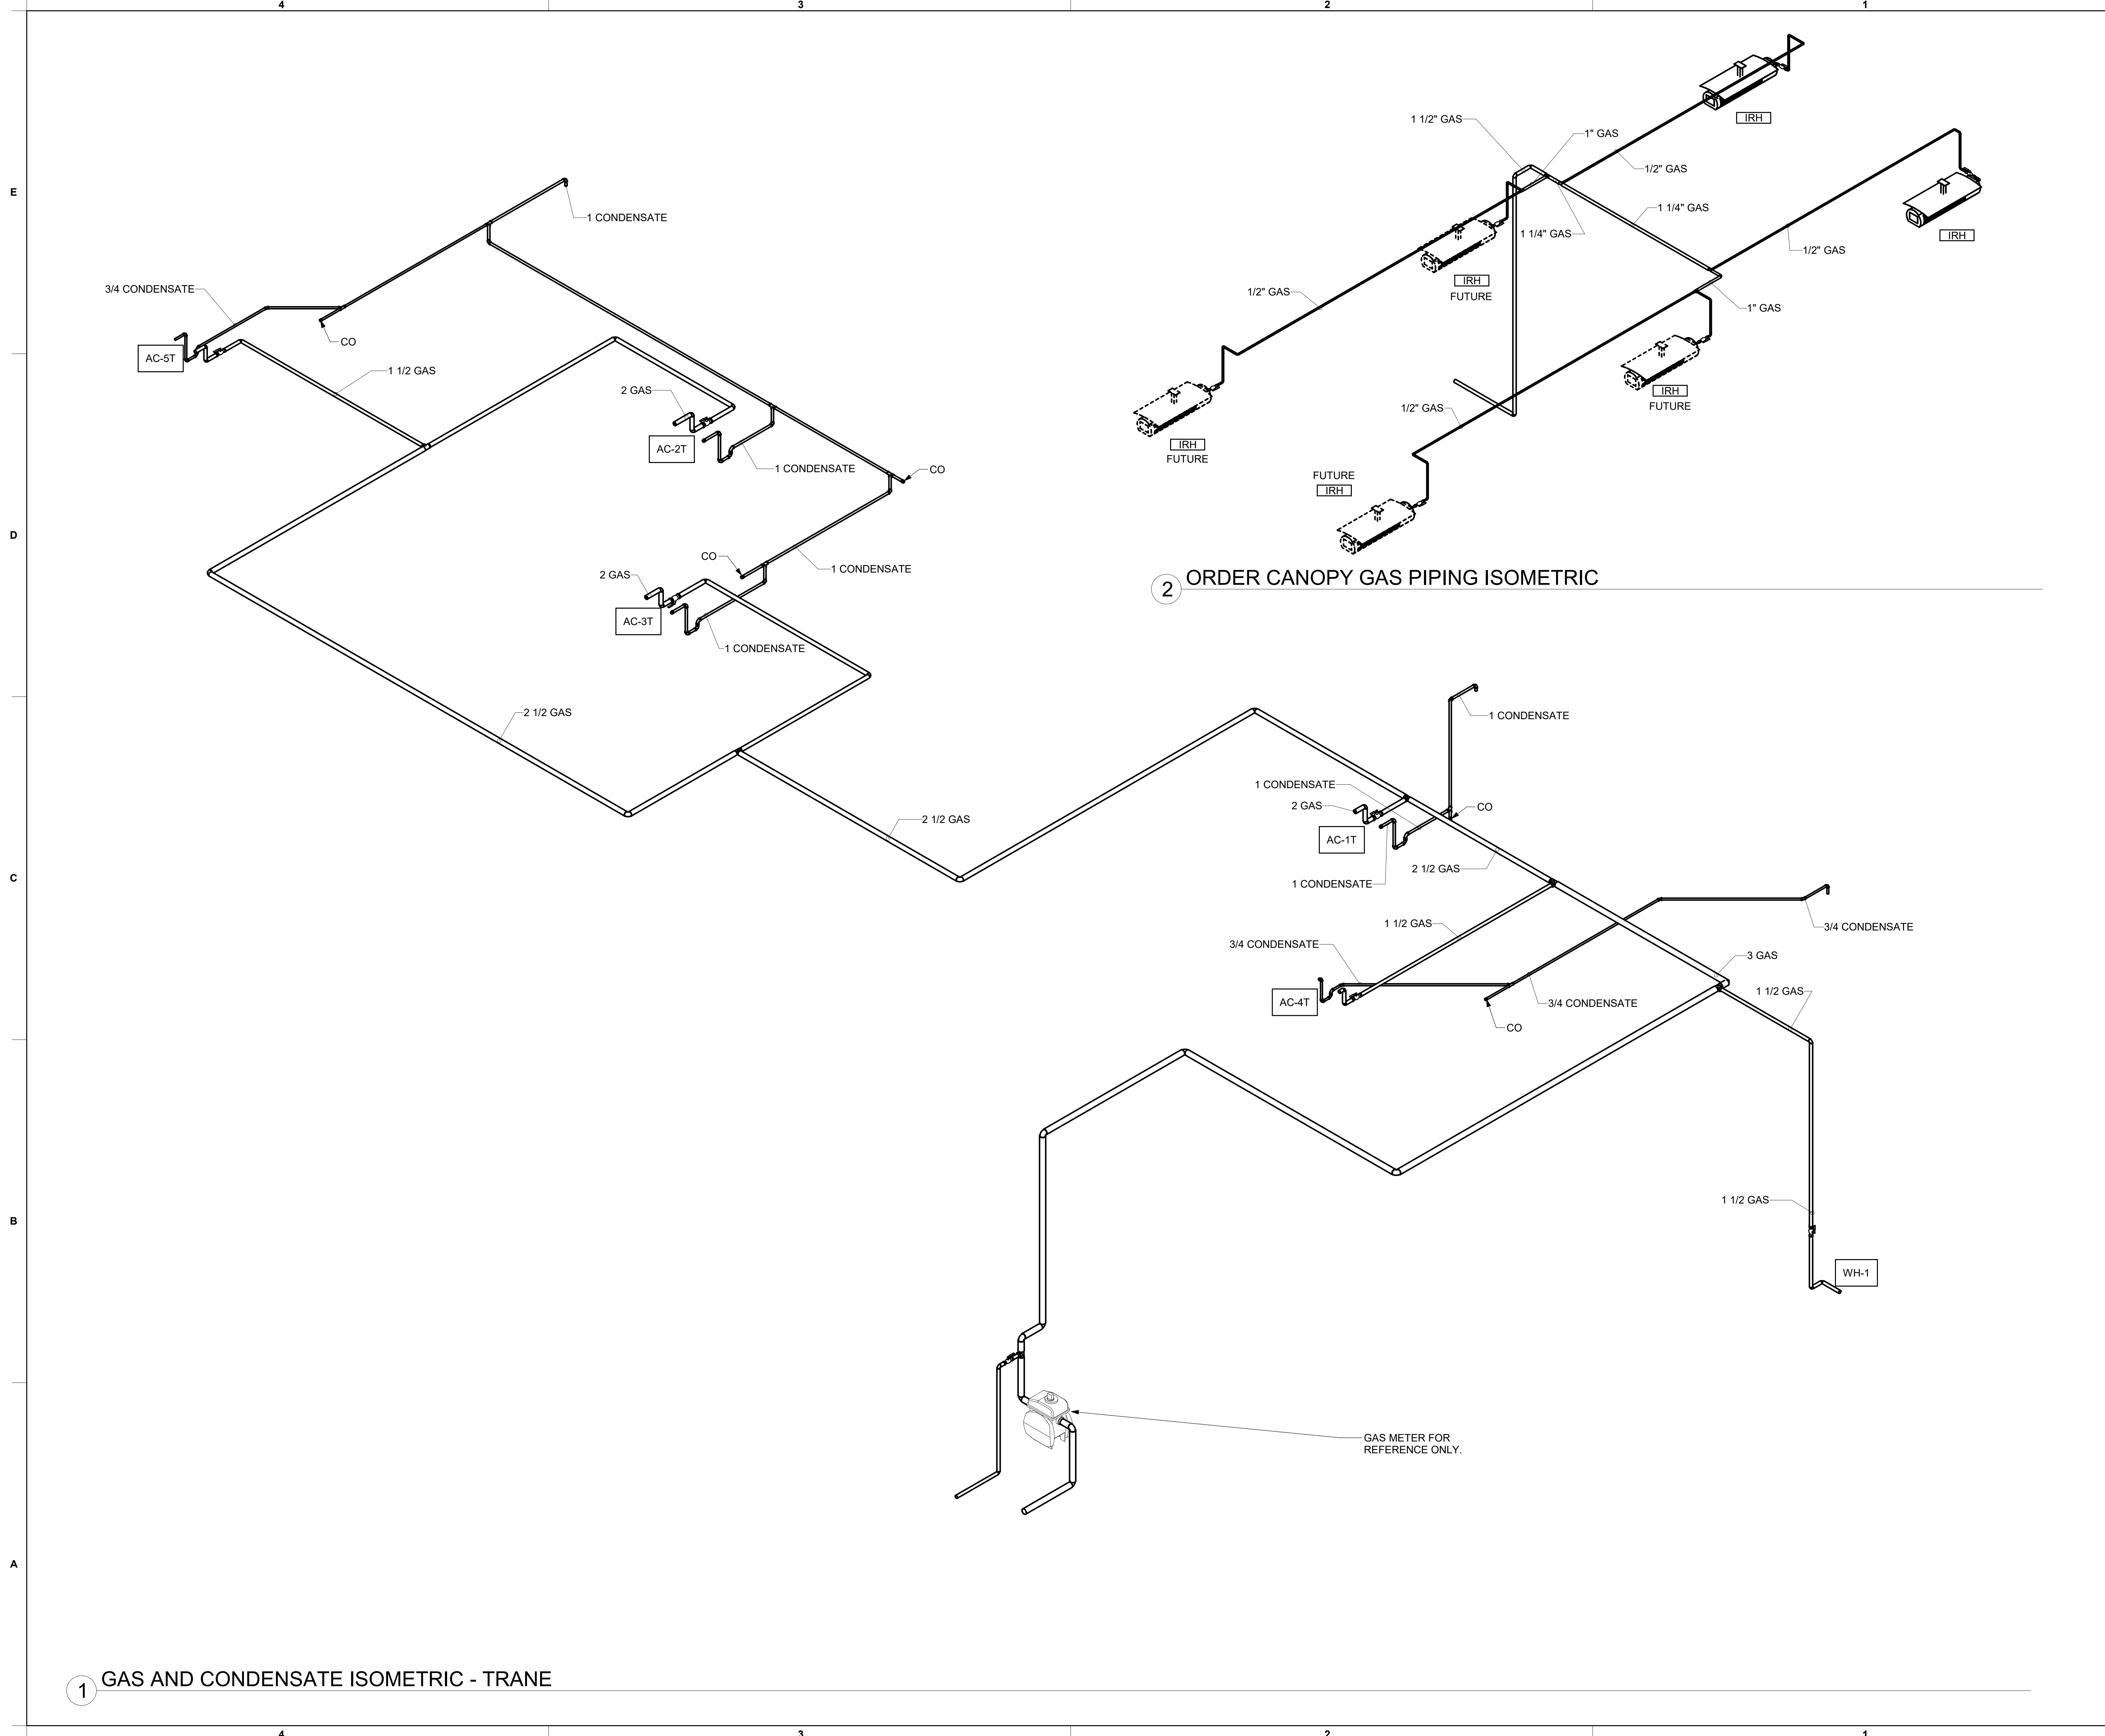 4
3
2
1
E
D
C
B
A
1 1/2" GAS
1" GAS
IRH
1/2" GAS
1 1/4" GAS
1 1/4" GAS
IRH
1/2" GAS
IRH
FUTURE
1/2" GAS
1" GAS
IRH
FUTURE
1/2" GAS
IRH
FUTURE
FUTURE
IRH
2 ORDER CANOPY GAS PIPING ISOMETRIC
1 CONDENSATE
3/4 CONDENSATE
CO
AC-5T
1 1/2 GAS
2 GAS
AC-2T
1 CONDENSATE
CO
CO
1 CONDENSATE
2 GAS
AC-3T
1 CONDENSATE
2 1/2 GAS
2 1/2 GAS
1 CONDENSATE
1 CONDENSATE
2 GAS
CO
AC-1T
2 1/2 GAS
1 CONDENSATE
1 1/2 GAS
3/4 CONDENSATE
3/4 CONDENSATE
3 GAS
1 1/2 GAS
AC-4T
3/4 CONDENSATE
CO
1 1/2 GAS
WH-1
GAS METER FOR
REFERENCE ONLY.
1 GAS AND CONDENSATE ISOMETRIC - TRANE
4
3
2
1